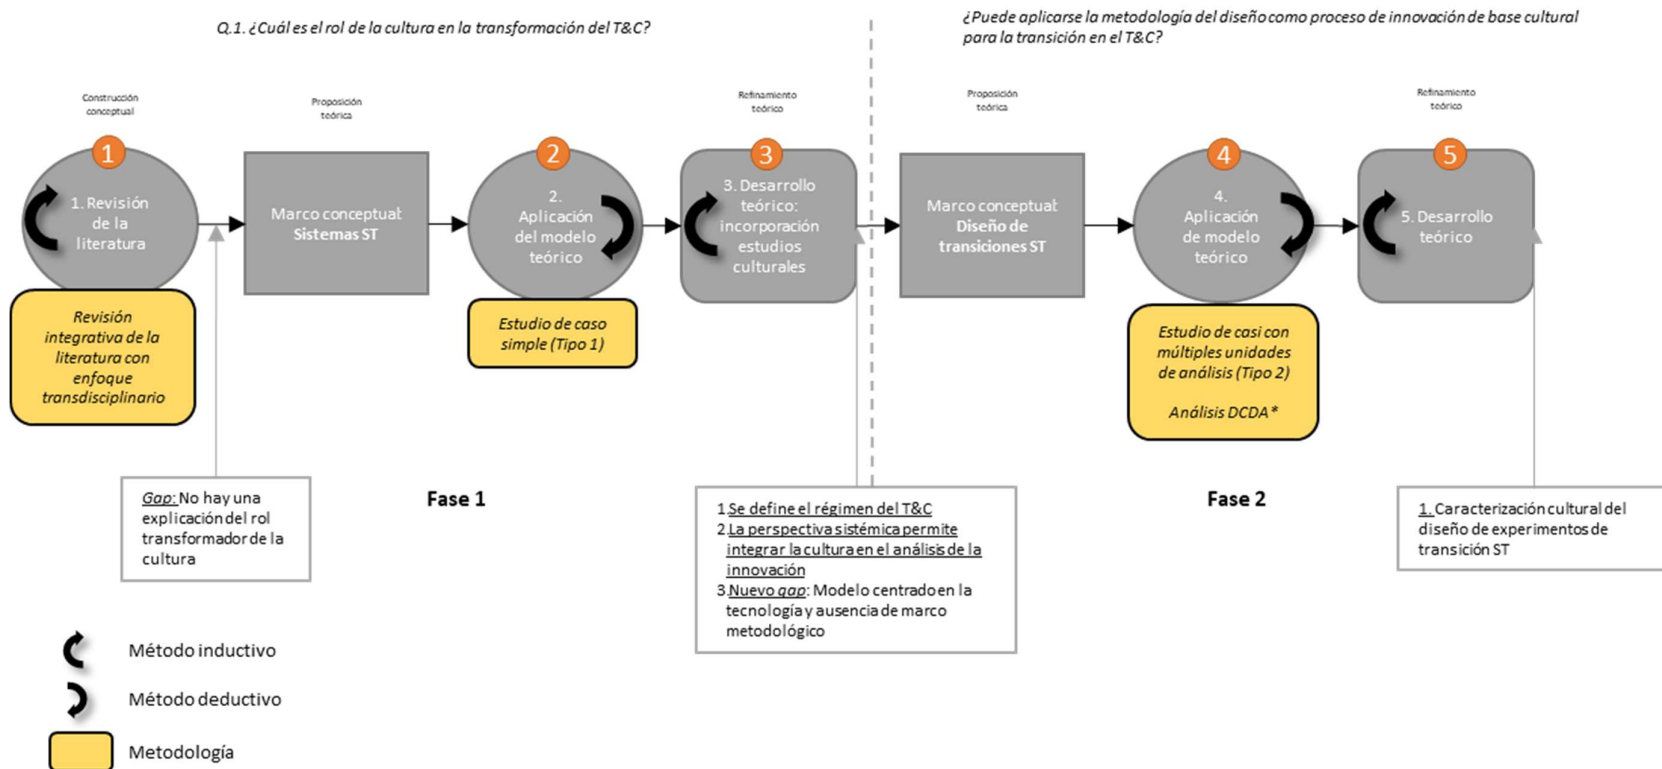 Q.1. ¿Cuál es el rol de la cultura en la transformación del T&C?
¿Puede aplicarse la metodología del diseño como proceso de innovación de base cultural
para la transición en el T&C?
Construcción
conceptual
Proposición
teórica
Refinamiento
teórico
Proposición
teórica
Refinamiento
teórico
1
1. Revisión
de la
literatura
Marco conceptual:
Sistemas ST
2
2.
Aplicación
del modelo
teórico
3
3. Desarrollo
teórico:
incorporación
estudios
culturales
Marco conceptual:
Diseño de
transiciones ST
4
4.
Aplicación
de modelo
teórico
5
5. Desarrollo
teórico
Revisión
integrativa de la
literatura con
enfoque
transdisciplinario
Estudio de caso
simple (Tipo 1)
Estudio de casi con
múltiples unidades
de análisis (Tipo 2)
Análisis DCDA*
Gap: No hay una
explicación del rol
transformador de la
cultura
Fase 1
1.Se define el régimen del T&C
2.La perspectiva sistémica permite
integrar la cultura en el análisis de la
innovación
3.Nuevo gap: Modelo centrado en la
tecnología y ausencia de marco
metodológico
Fase 2
1. Caracterización cultural del
diseño de experimentos de
transición ST
Método inductivo
Método deductivo
Metodología